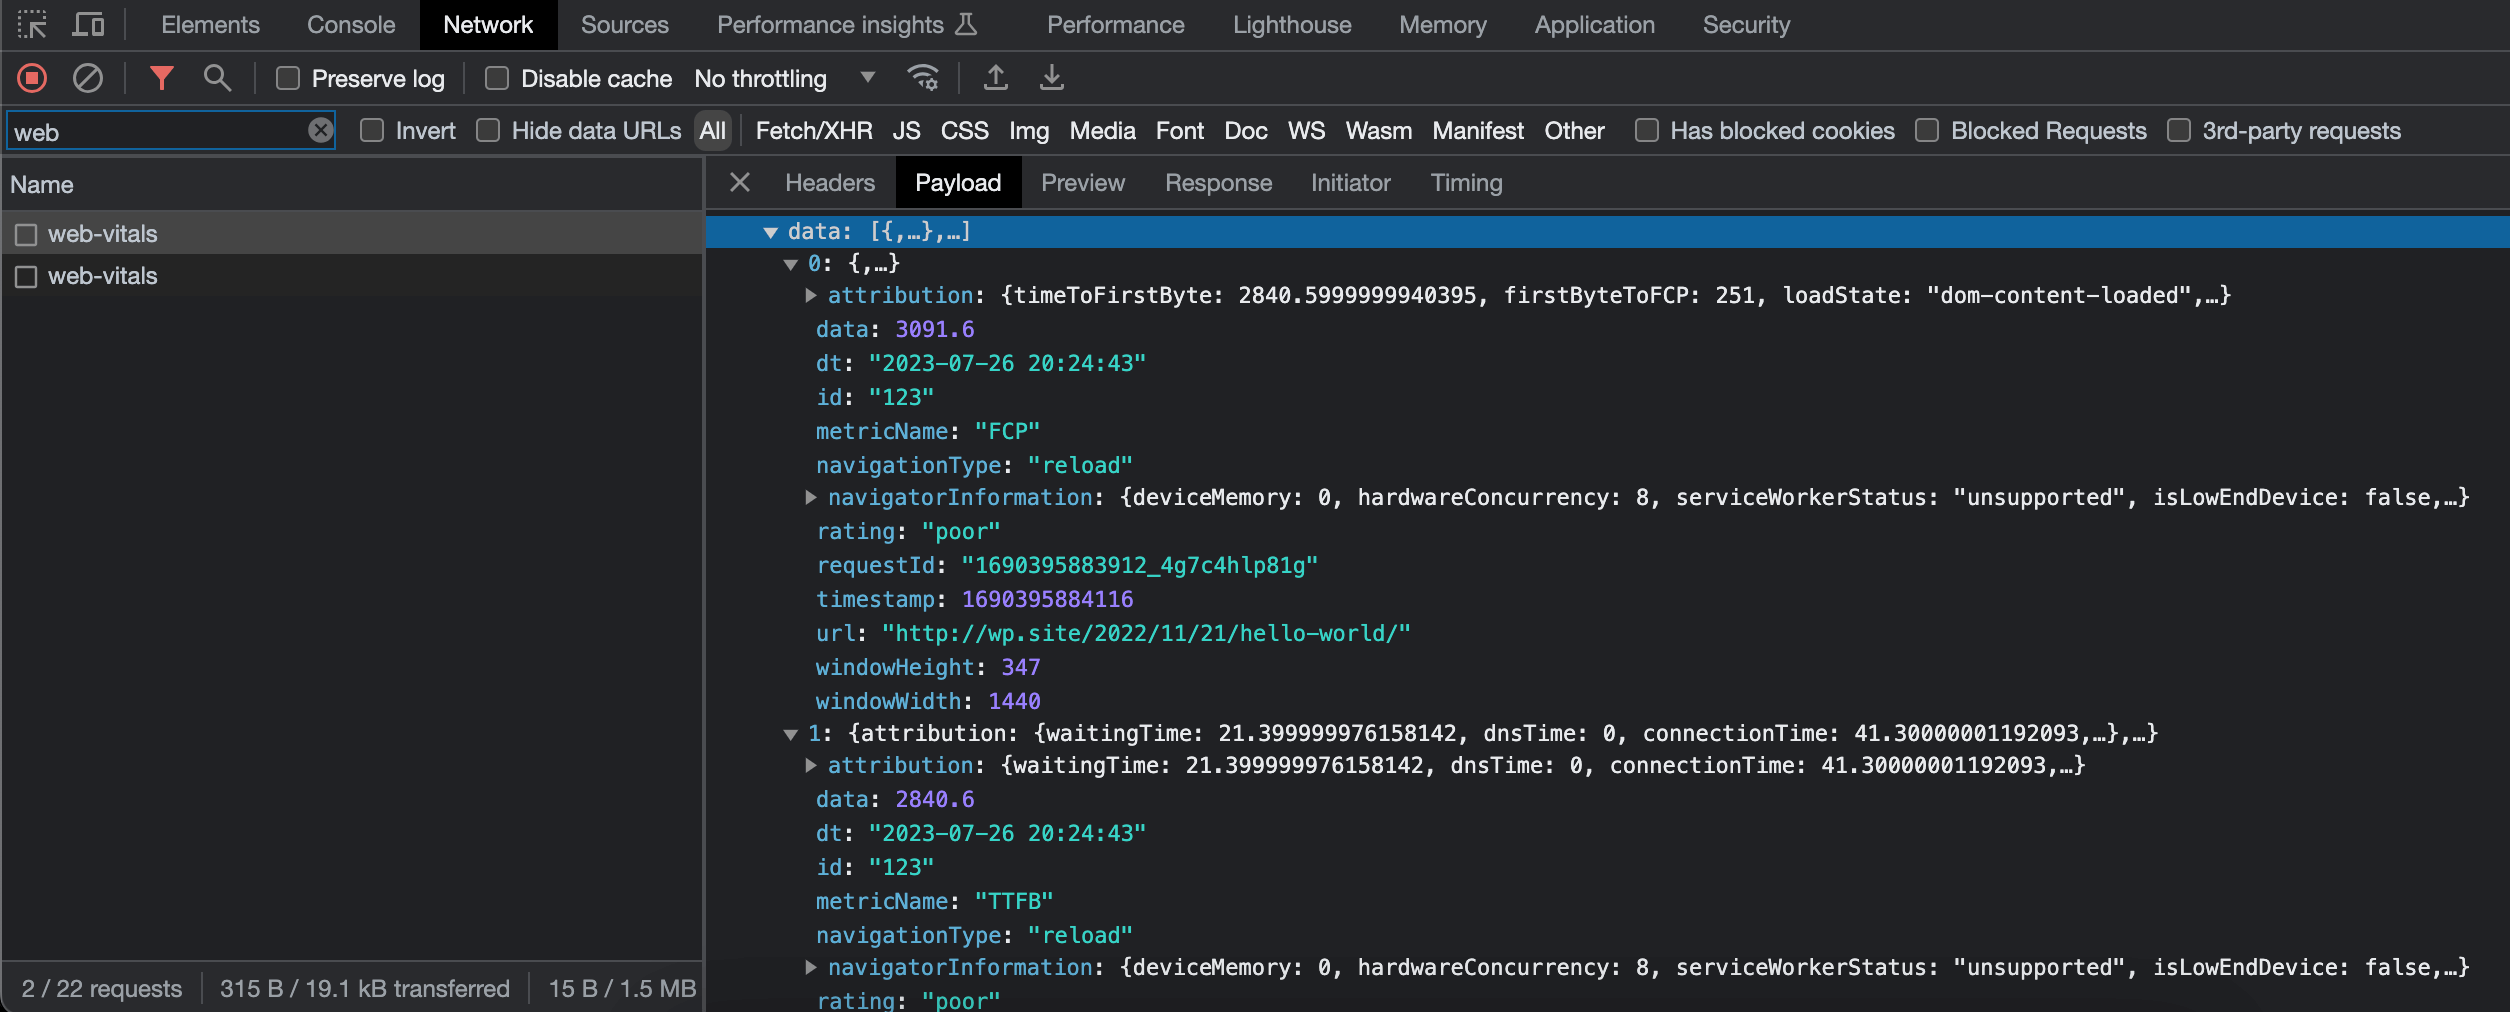 Elements Console Network Sources Performance insights Performance Lighthouse Memory Application Security
Preserve log Disable cache No throttling
web Invert Hide data URLs All Fetch/XHR JS CSS Img Media Font Doc WS Wasm Manifest Other Has blocked cookies Blocked Requests 3rd-party requests
Name
Headers Payload Preview Response Initiator Timing
web-vitals
web-vitals
data: [{,…},…]
0: {,…}
attribution: {timeToFirstByte: 2840.5999999940395, firstByteToFCP: 251, loadState: "dom-content-loaded",…}
data: 3091.6
dt: "2023-07-26 20:24:43"
id: "123"
metricName: "FCP"
navigationType: "reload"
navigatorInformation: {deviceMemory: 0, hardwareConcurrency: 8, serviceWorkerStatus: "unsupported", isLowEndDevice: false,…}
rating: "poor"
requestId: "1690395883912_4g7c4hlp81g"
timestamp: 1690395884116
url: "http://wp.site/2022/11/21/hello-world/"
windowHeight: 347
windowWidth: 1440
1: {attribution: {waitingTime: 21.399999976158142, dnsTime: 0, connectionTime: 41.30000001192093,…},…}
attribution: {waitingTime: 21.399999976158142, dnsTime: 0, connectionTime: 41.30000001192093,…}
data: 2840.6
dt: "2023-07-26 20:24:43"
id: "123"
metricName: "TTFB"
navigationType: "reload"
navigatorInformation: {deviceMemory: 0, hardwareConcurrency: 8, serviceWorkerStatus: "unsupported", isLowEndDevice: false,…}
rating: "poor"
2 / 22 requests 315 B / 19.1 kB transferred 15 B / 1.5 MB